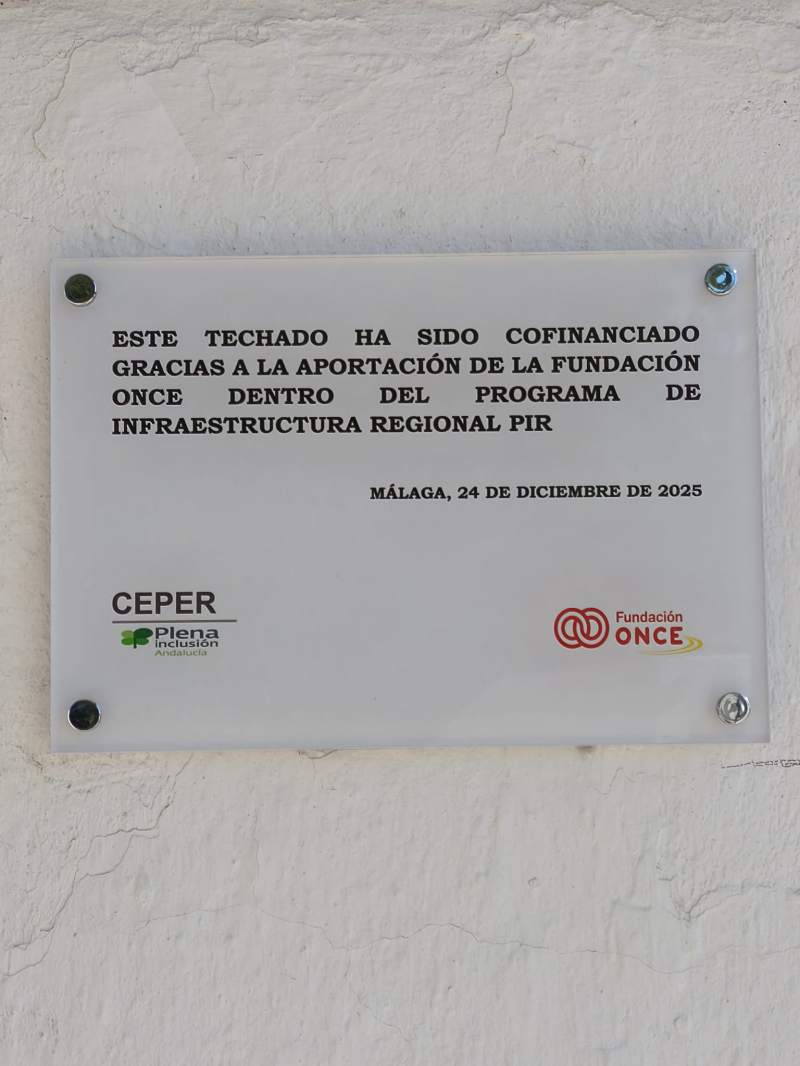 ESTE TECHADO HA SIDO COFINANCIADO
GRACIAS A LA APORTACIÓN DE LA FUNDACIÓN
ONCE DENTRO DEL PROGRAMA DE
INFRAESTRUCTURA REGIONAL PIR
MÁLAGA, 24 DE DICIEMBRE DE 2025
CEPER
Plena
inclusión
Andalucía
Fundación
ONCE